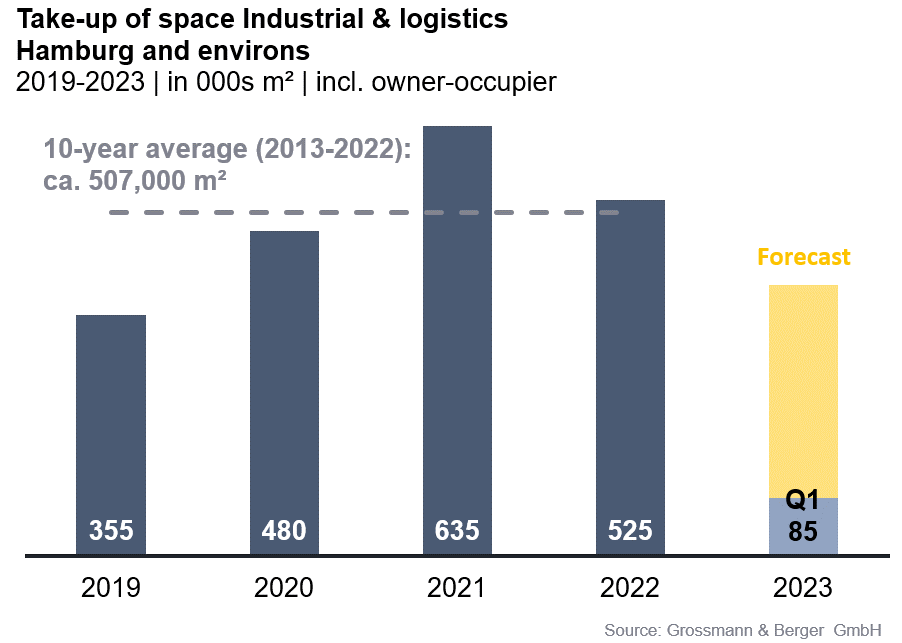 Take-up of space Industrial & logistics
Hamburg and environs
2019-2023 | in 000s m² | incl. owner-occupier
10-year average (2013-2022):
ca. 507,000 m²
Forecast
Q1
355 480 635 525 85
2019 2020 2021 2022 2023
Source: Grossmann & Berger GmbH